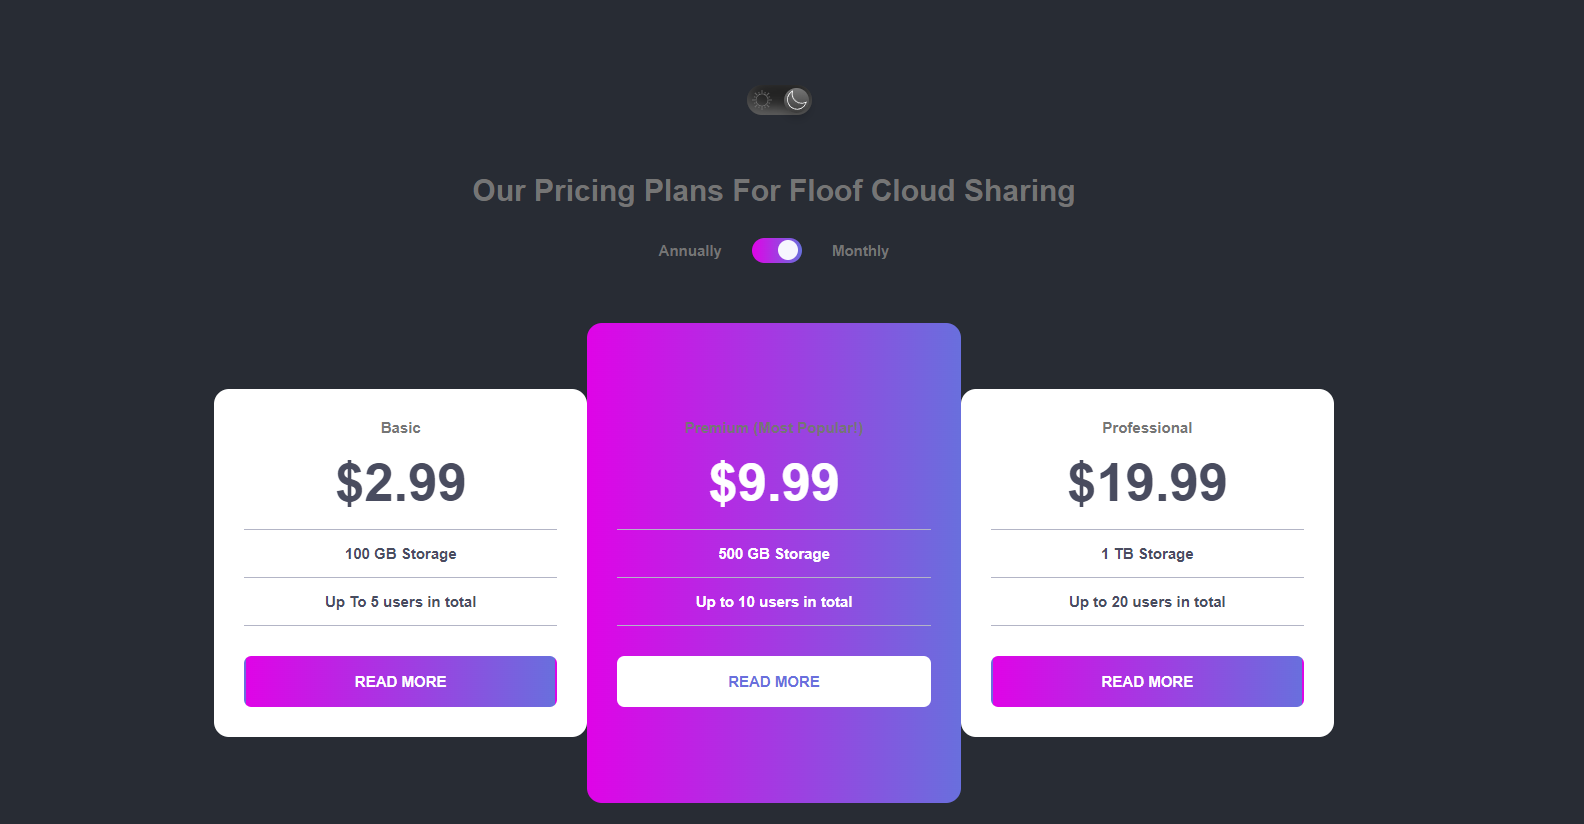 Our Pricing Plans For Floof Cloud Sharing
Annually Monthly
Basic
$2.99
100 GB Storage
Up To 5 users in total
READ MORE
Premium (Most Popular!)
$9.99
500 GB Storage
Up to 10 users in total
READ MORE
Professional
$19.99
1 TB Storage
Up to 20 users in total
READ MORE